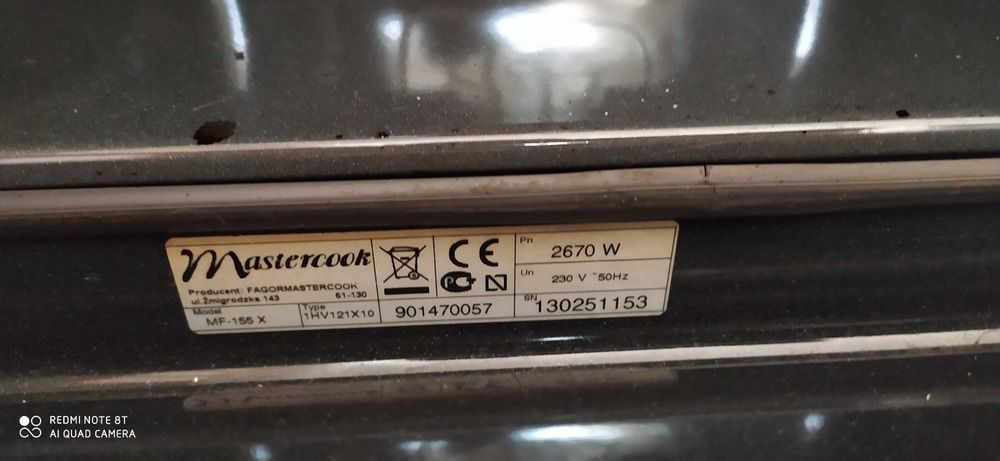 Mastercook
Producent: FAGORMASTERCOOK
ul.Żmigrodzka 143 61-130
Model
MF-155 X
Type
1HV121X10
901470057
CE
Pn
2670 W
Un
230 V ~50Hz
SN
130251153
REDMI NOTE 8T
AI QUAD CAMERA